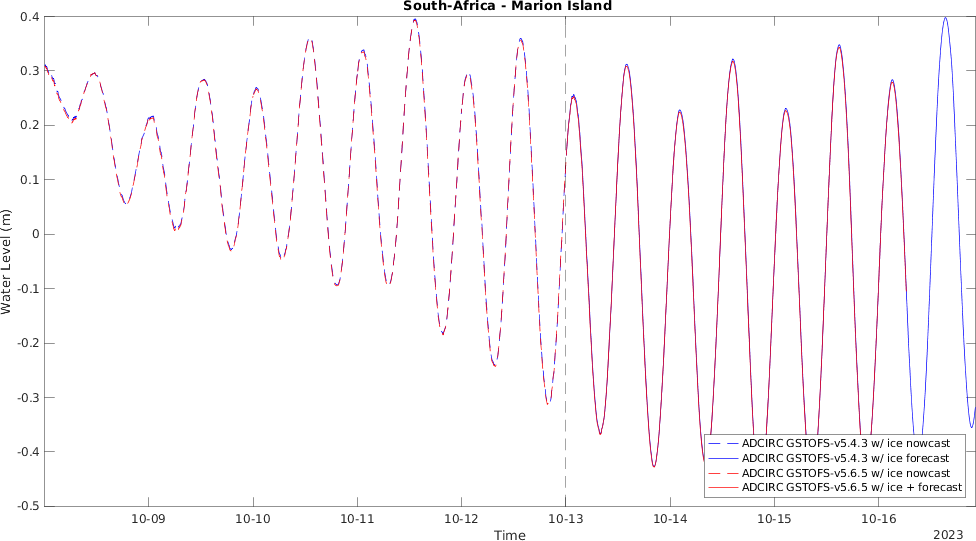 South-Africa - Marion Island
Water Level (m)
0.4
0.3
0.2
0.1
0
-0.1
-0.2
-0.3
-0.4
-0.5
ADCIRC GSTOFS-v5.4.3 w/ ice nowcast
ADCIRC GSTOFS-v5.4.3 w/ ice forecast
ADCIRC GSTOFS-v5.6.5 w/ ice nowcast
ADCIRC GSTOFS-v5.6.5 w/ ice + forecast
10-09 10-10 10-11 10-12 10-13 10-14 10-15 10-16
Time
2023